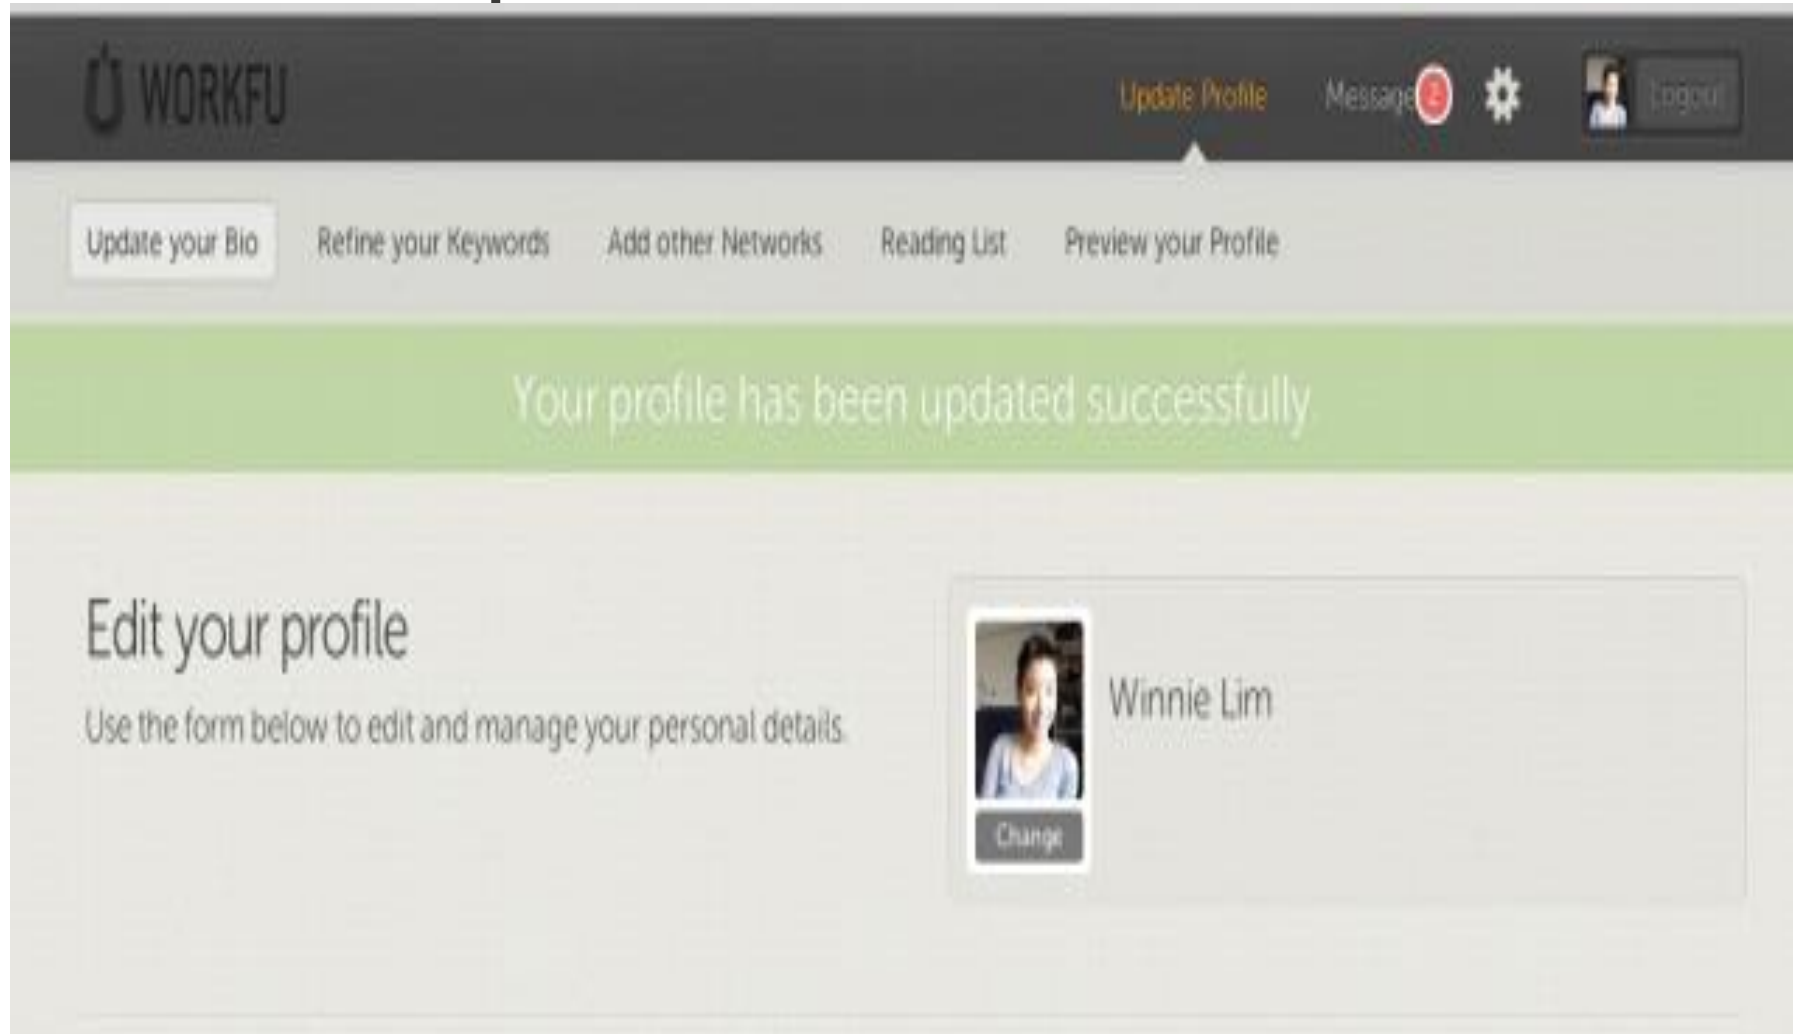 WORKFU
Update Profile Message 2 Logout
Update your Bio Refine your Keywords Add other Networks Reading List Preview your Profile
Your profile has been updated successfully
Edit your profile
Use the form below to edit and manage your personal details.
Winnie Lim
Change